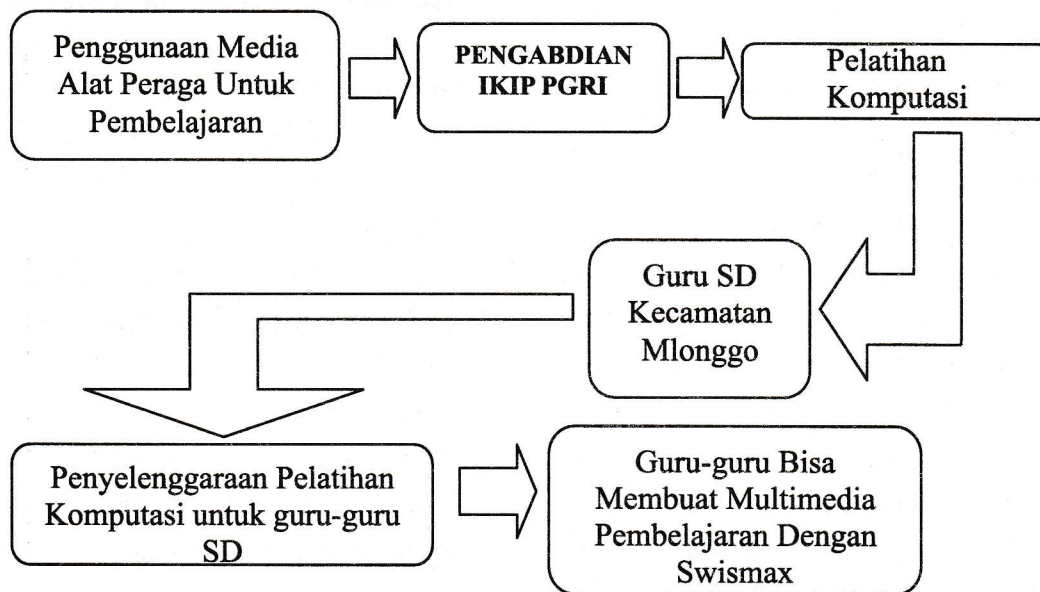 Penggunaan Media
Alat Peraga Untuk
Pembelajaran
PENGABDIAN
IKIP PGRI
Pelatihan
Komputasi
Guru SD
Kecamatan
Mlonggo
Penyelenggaraan Pelatihan
Komputasi untuk guru-guru
SD
Guru-guru Bisa
Membuat Multimedia
Pembelajaran Dengan
Swismax